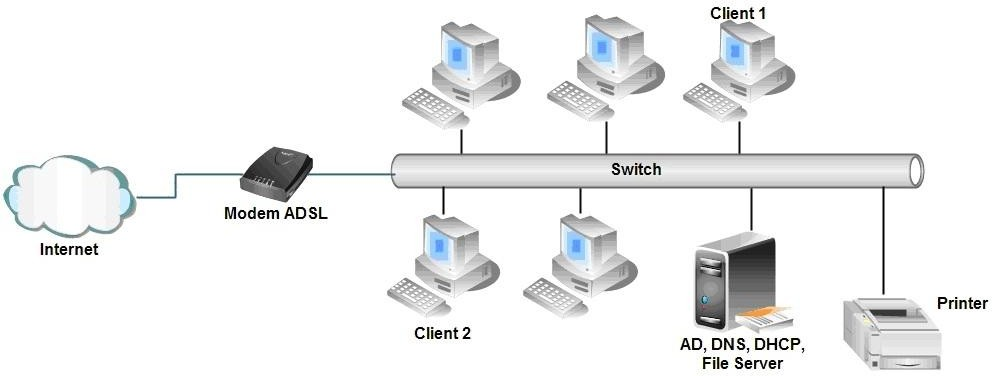 Client 1
Switch
Modem ADSL
Internet
Client 2
AD, DNS, DHCP,
File Server
Printer